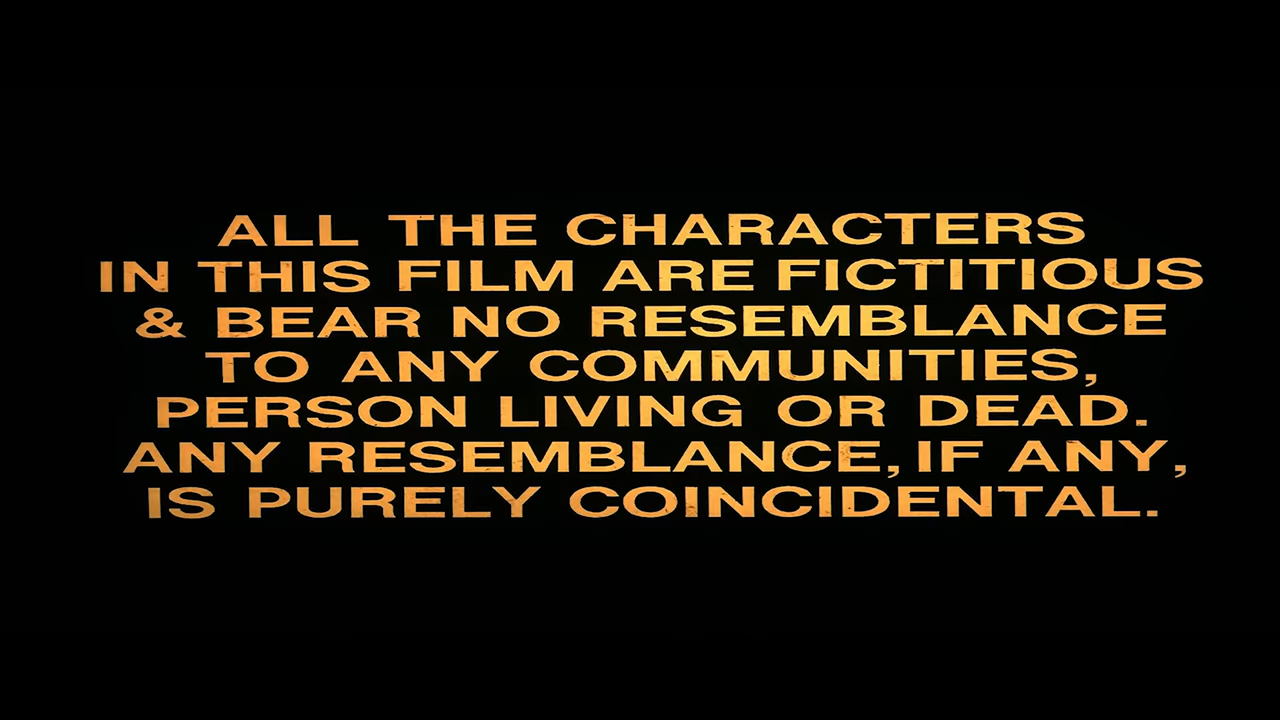 ALL THE CHARACTERS
IN THIS FILM ARE FICTITIOUS
& BEAR NO RESEMBLANCE
TO ANY COMMUNITIES,
PERSON LIVING OR DEAD.
ANY RESEMBLANCE, IF ANY,
IS PURELY COINCIDENTAL.